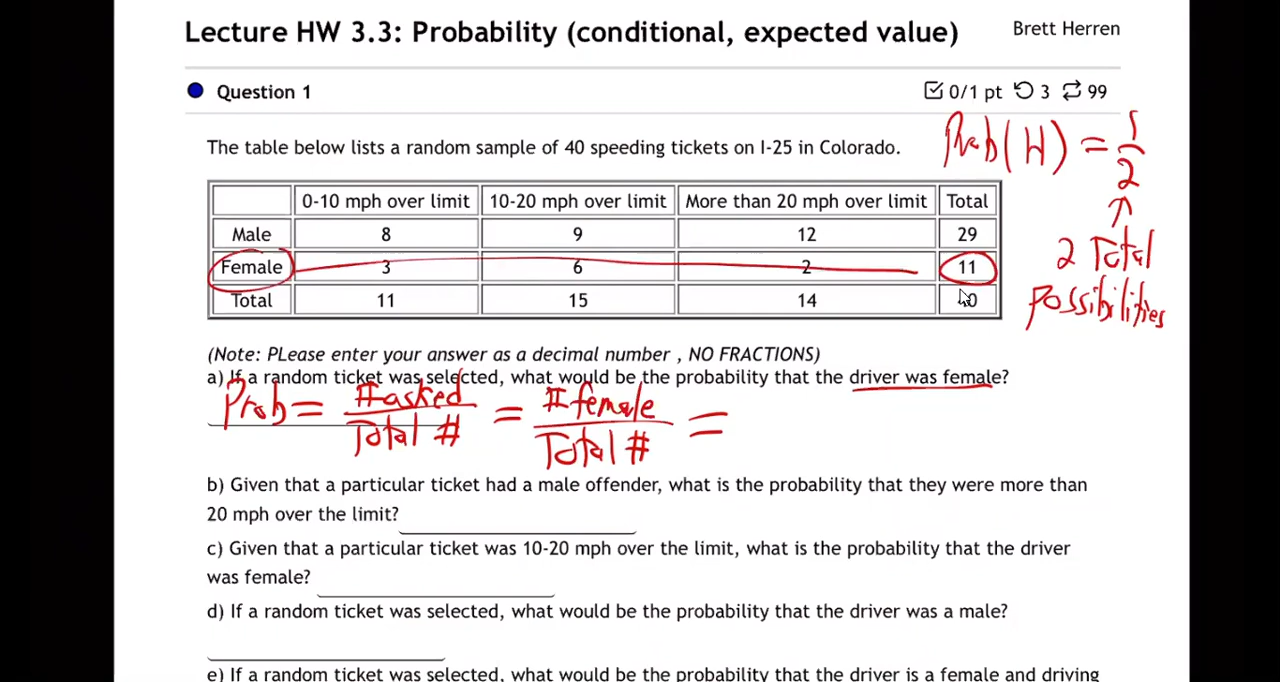 Lecture HW 3.3: Probability (conditional, expected value) Brett Herren
Question 1 0/1 pt 3 99
The table below lists a random sample of 40 speeding tickets on I-25 in Colorado.
Prob(H) = 1/2
0-10 mph over limit 10-20 mph over limit More than 20 mph over limit Total
Male 8 9 12 29
Female 3 6 2 11
Total 11 15 14
2 Total
possibilities
(Note: PLease enter your answer as a decimal number , NO FRACTIONS)
a) If a random ticket was selected, what would be the probability that the driver was female?
Prob = #asked / Total # = #female / Total # =
b) Given that a particular ticket had a male offender, what is the probability that they were more than
20 mph over the limit?
c) Given that a particular ticket was 10-20 mph over the limit, what is the probability that the driver
was female?
d) If a random ticket was selected, what would be the probability that the driver was a male?
e) If a random ticket was selected, what would be the probability that the driver is a female and driving